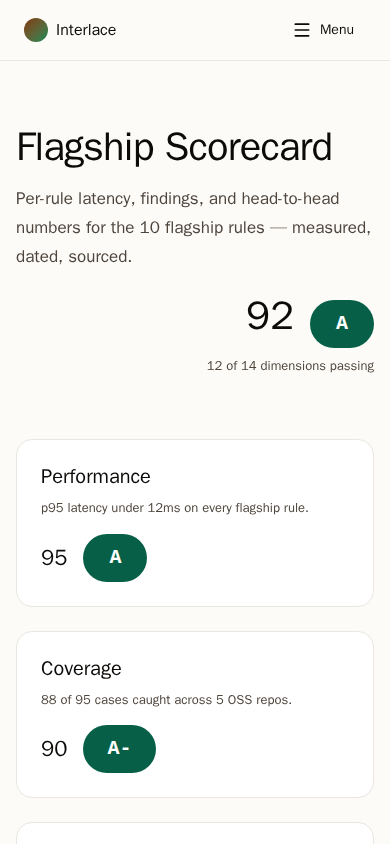 Interlace
Menu
Flagship Scorecard
Per-rule latency, findings, and head-to-head
numbers for the 10 flagship rules — measured,
dated, sourced.
92 A
12 of 14 dimensions passing
Performance
p95 latency under 12ms on every flagship rule.
95 A
Coverage
88 of 95 cases caught across 5 OSS repos.
90 A-